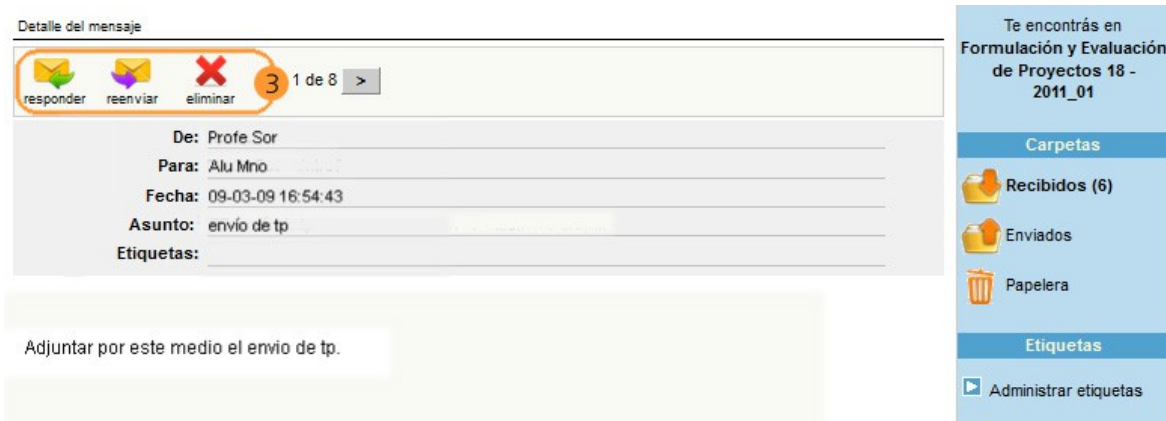 Detalle del mensaje
responder reenviar eliminar 3 1 de 8 >
De: Profe Sor
Para: Alu Mno
Fecha: 09-03-09 16:54:43
Asunto: envío de tp
Etiquetas:
Adjuntar por este medio el envio de tp.
Te encontrás en
Formulación y Evaluación
de Proyectos 18 -
2011_01
Carpetas
Recibidos (6)
Enviados
Papelera
Etiquetas
Administrar etiquetas